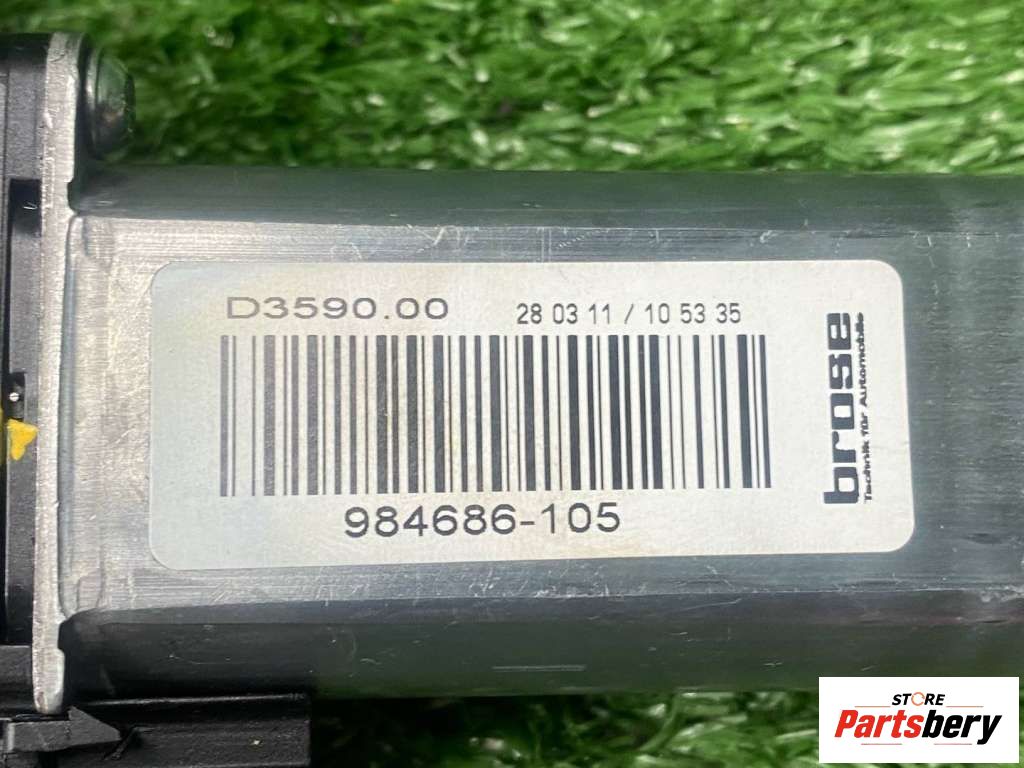 D3590.00
28 03 11 / 10 53 35
984686-105
brose
Technik für Automobile
STORE
Partsbery